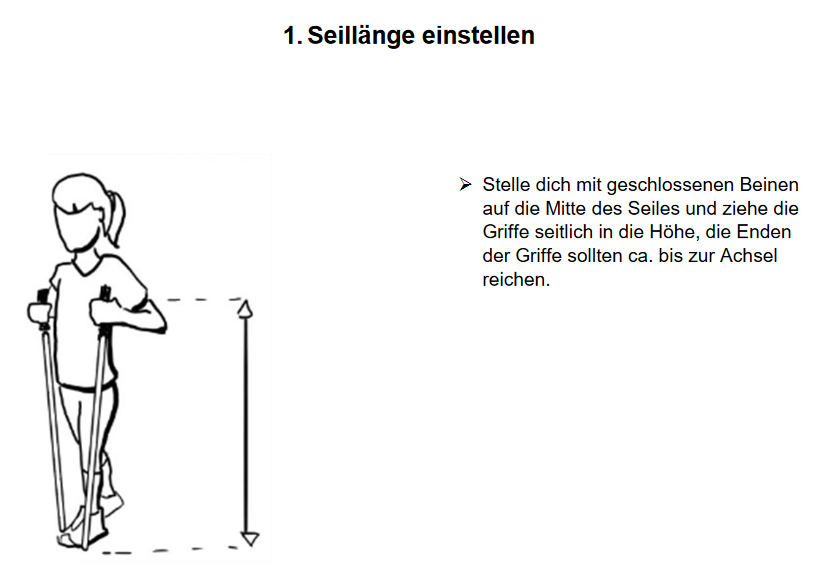 1. Seillänge einstellen
➢ Stelle dich mit geschlossenen Beinen
auf die Mitte des Seiles und ziehe die
Griffe seitlich in die Höhe, die Enden
der Griffe sollten ca. bis zur Achsel
reichen.